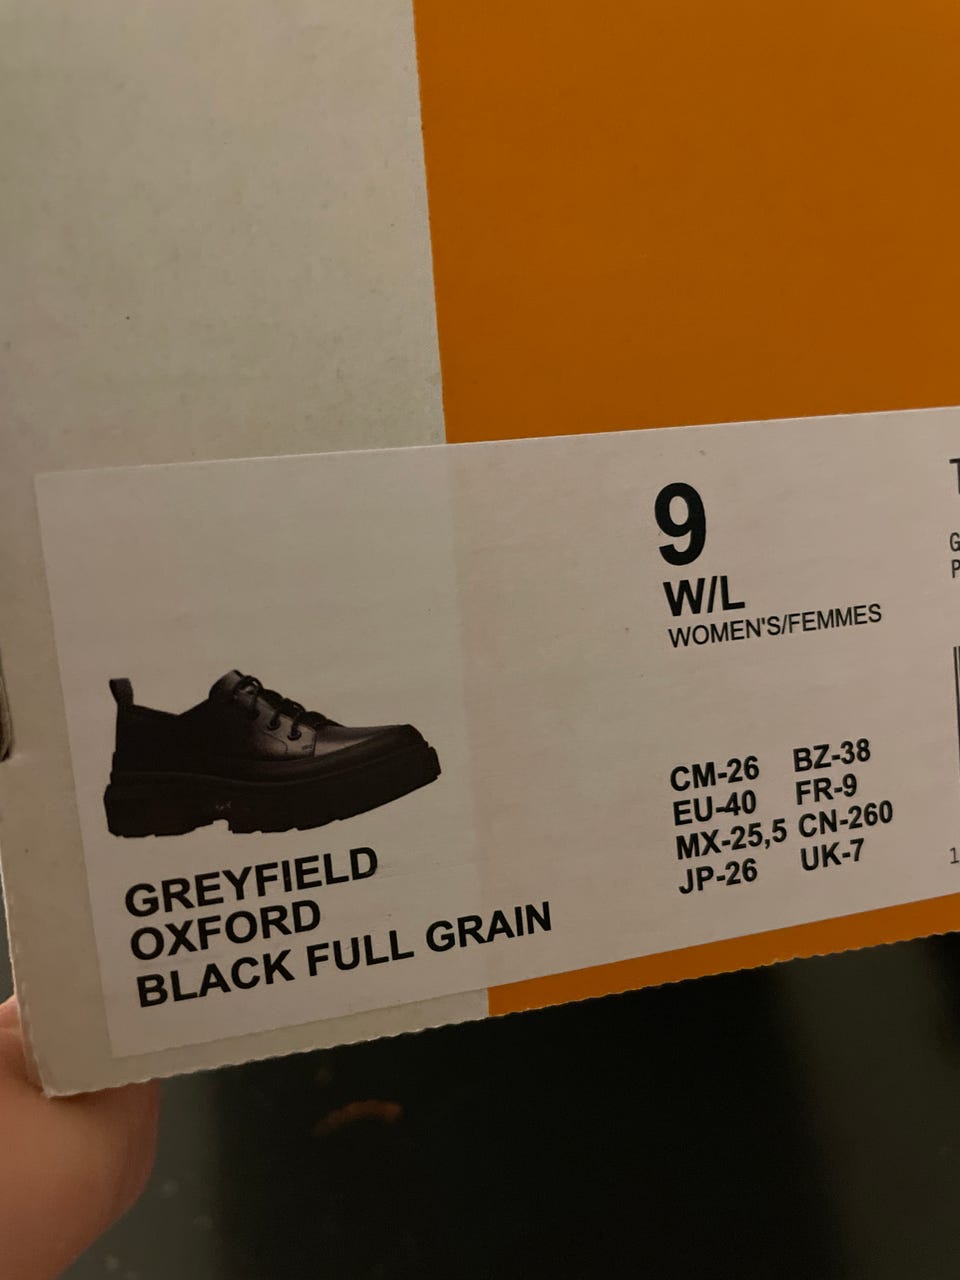 9
W/L
WOMEN'S/FEMMES
CM-26 BZ-38
EU-40 FR-9
MX-25,5 CN-260
JP-26 UK-7
GREYFIELD
OXFORD
BLACK FULL GRAIN